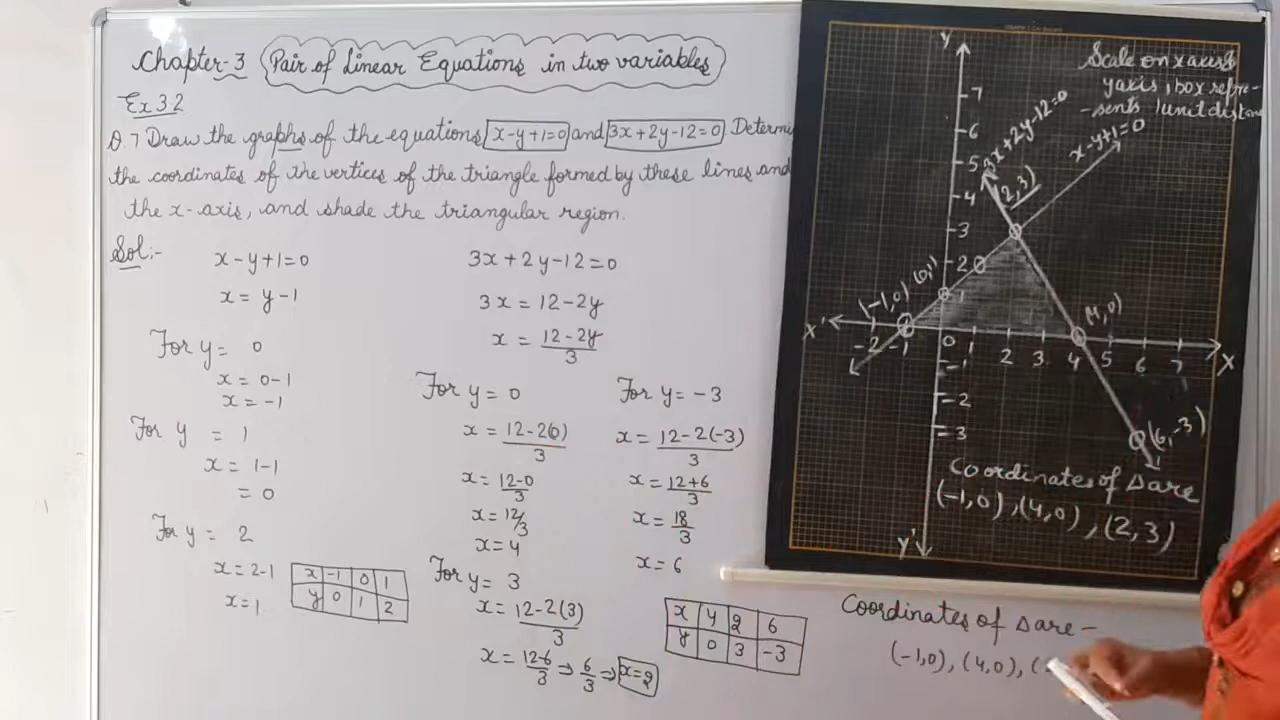 Chapter-3 Pair of Linear Equations in two variables
Ex 3.2
Q.7 Draw the graphs of the equations x-y+1=0 and 3x+2y-12=0. Determi
the coordinates of the vertices of the triangle formed by these lines and
the x-axis, and shade the triangular region.
Sol:-
x-y+1=0
x = y-1
For y = 0
x = 0-1
x = -1
For y = 1
x = 1-1
= 0
For y = 2
x = 2-1
x = 1
x -1 0 1
y 0 1 2
3x+2y-12=0
3x = 12-2y
x = 12-2y/3
For y = 0
x = 12-2(0)/3
x = 12-0/3
x = 12/3
x = 4
For y = 3
x = 12-2(3)/3
x = 12-6/3 ⇒ 6/3 ⇒ x=2
For y = -3
x = 12-2(-3)/3
x = 12+6/3
x = 18/3
x = 6
x 4 2 6
y 0 3 -3
Scale on x axis &
y axis 1 box repre-
-sents 1 unit distan
Y
7
6
5
4
3
2
1
3x+2y-12=0
x-y+1=0
(2,3)
(-1,0) (0,1)
(4,0)
X' -2 -1 0 1 2 3 4 5 6 7 X
-1
-2
-3
(6,-3)
Y'
Coordinates of Δ are
(-1,0), (4,0), (2,3)
Coordinates of Δ are -
(-1,0), (4,0), (